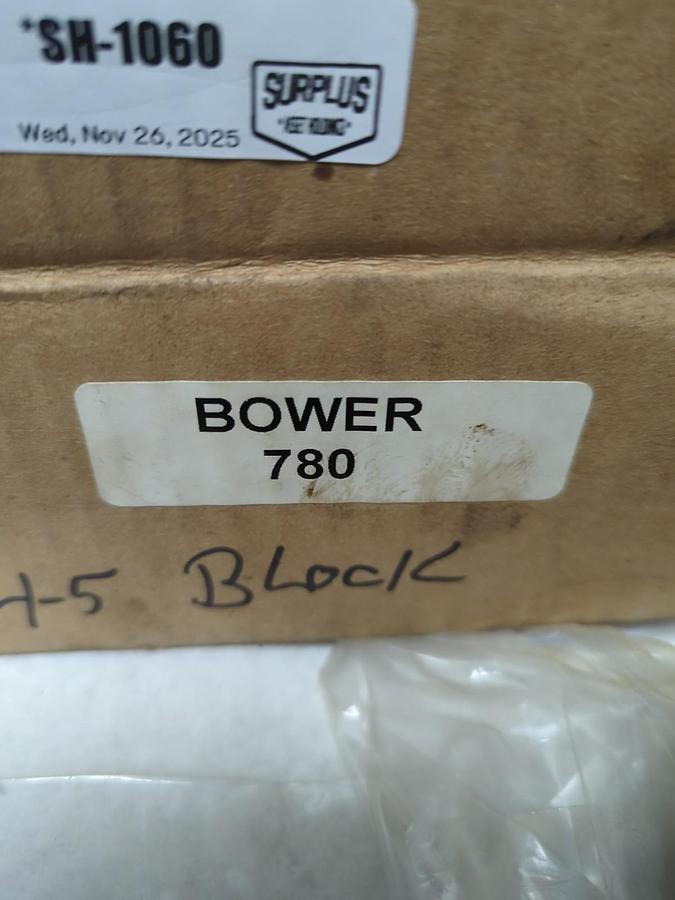 *SH-1060
SURPLUS
Wed, Nov 26, 2025
BOWER
780
-5 BLOCK